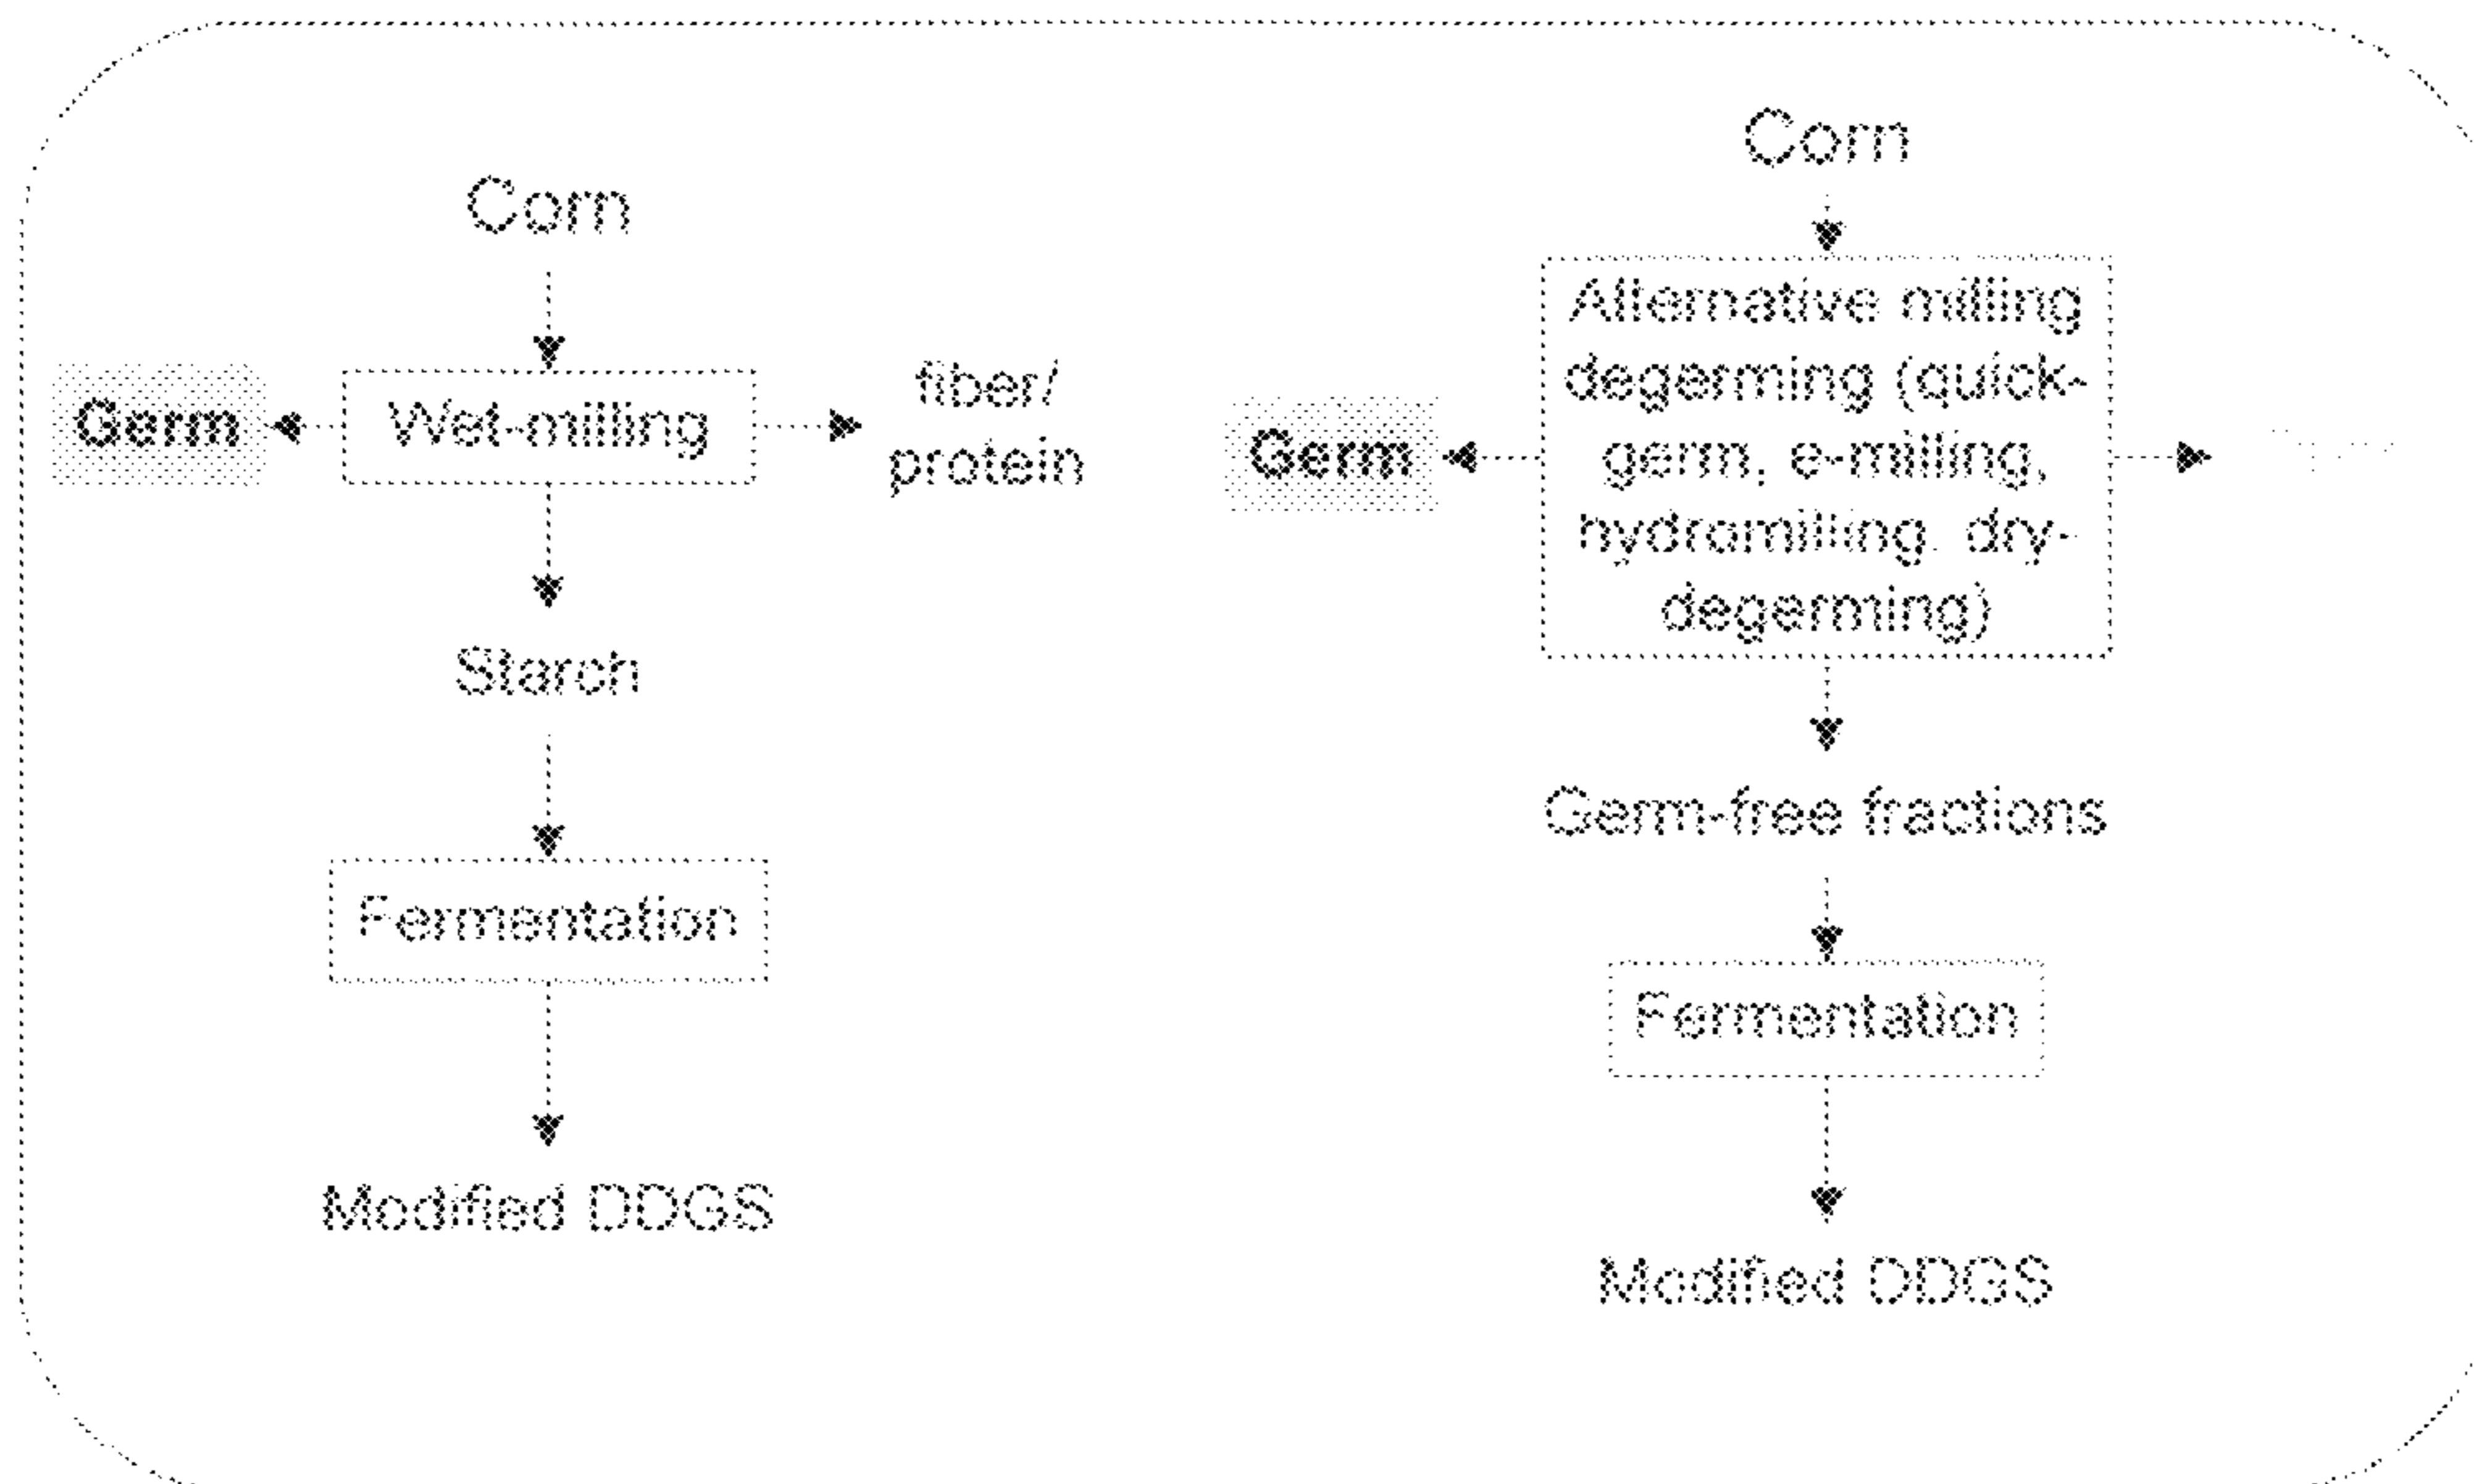 Corn
Germ
Wet-milling
fiber/
protein
Starch
Fermentation
Modified DDGS
Corn
Alternative milling
degerming (quick-
germ, e-milling,
hydromilling, dry-
degerming)
Germ
Germ-free fractions
Fermentation
Modified DDGS